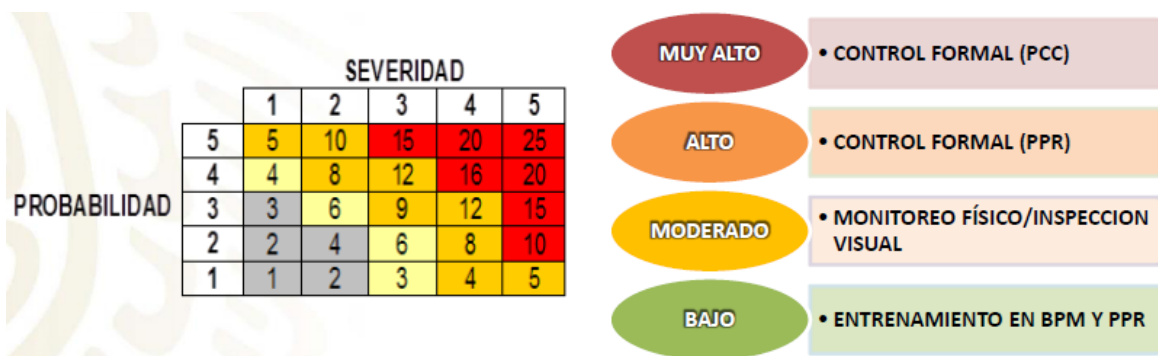 SEVERIDAD
1 2 3 4 5
5 5 10 15 20 25
4 4 8 12 16 20
PROBABILIDAD 3 3 6 9 12 15
2 2 4 6 8 10
1 1 2 3 4 5
MUY ALTO
• CONTROL FORMAL (PCC)
ALTO
• CONTROL FORMAL (PPR)
MODERADO
• MONITOREO FÍSICO/INSPECCION
VISUAL
BAJO
• ENTRENAMIENTO EN BPM Y PPR